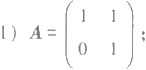 1) A = ( 1 1
0 1 ) ;